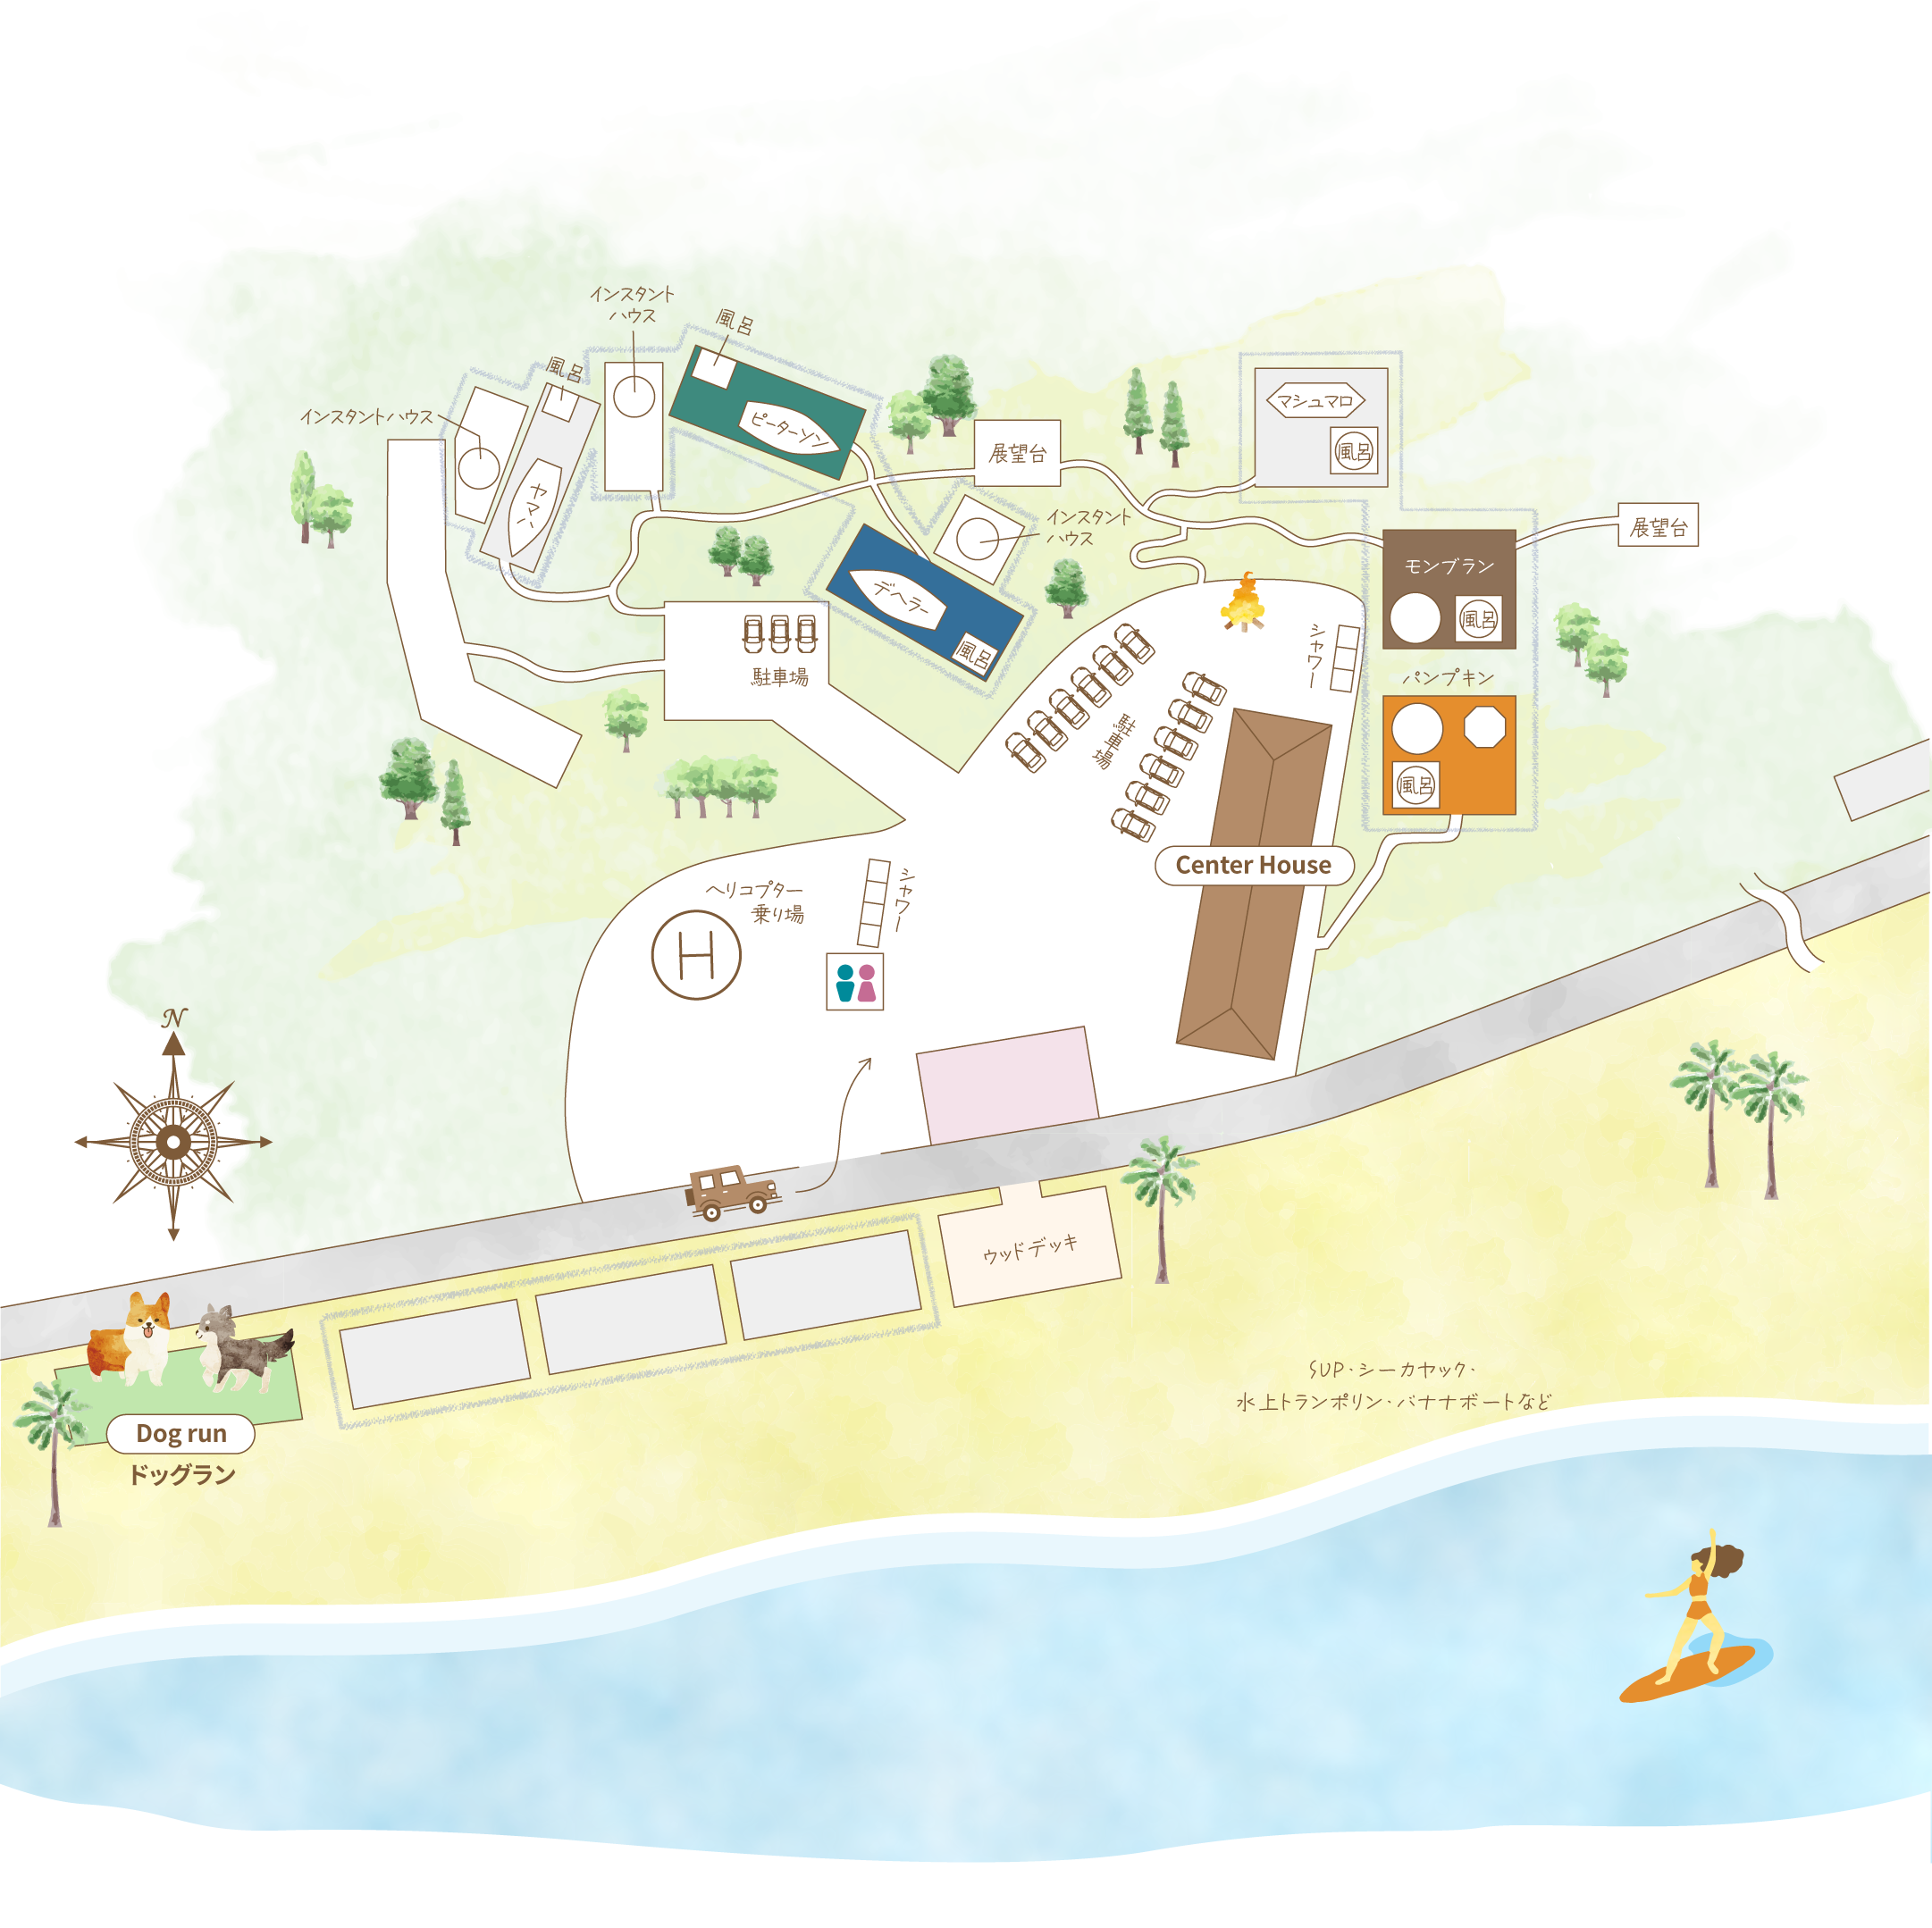 インスタント
ハウス
風呂
風呂
インスタントハウス
ピーターソン
ヤマハ
展望台
マシュマロ
風呂
インスタント
ハウス
展望台
モンブラン
風呂
デヘラー
風呂
シャワー
駐車場
パンプキン
駐車場
風呂
Center House
ヘリコプター
乗り場
シャワー
H
N
ウッドデッキ
SUP・シーカヤック・
水上トランポリン・バナナボートなど
Dog run
ドッグラン